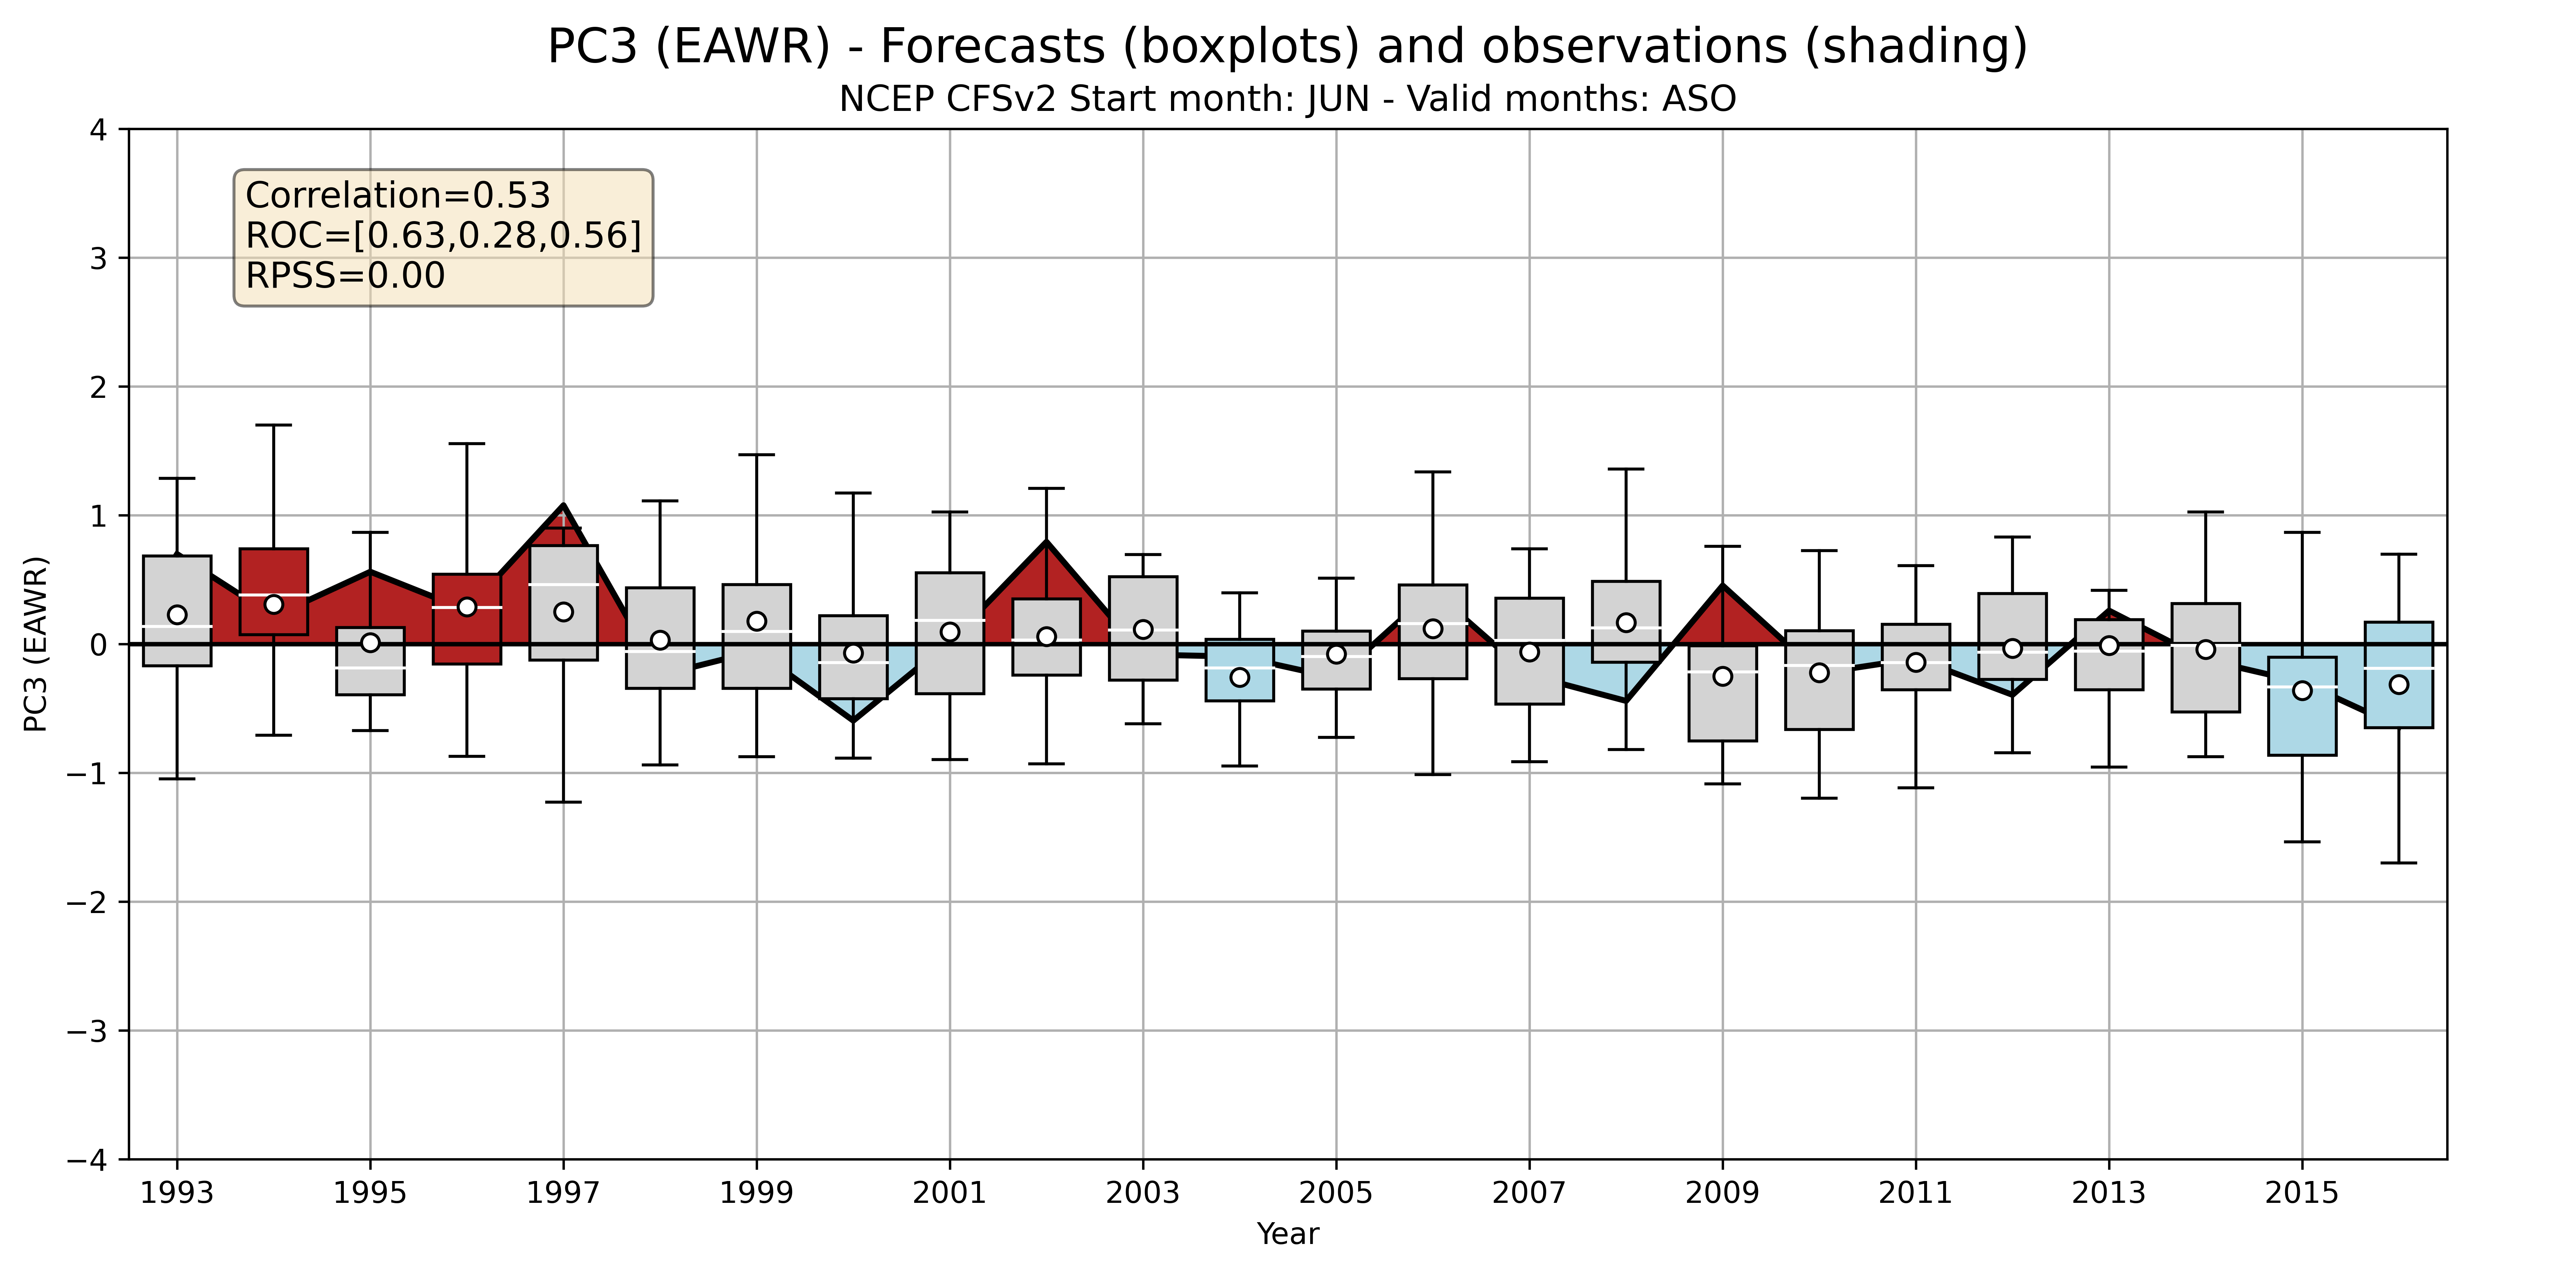 PC3 (EAWR) - Forecasts (boxplots) and observations (shading)
NCEP CFSv2 Start month: JUN - Valid months: ASO
Correlation=0.53
ROC=[0.63,0.28,0.56]
RPSS=0.00
PC3 (EAWR)
4
3
2
1
0
−1
−2
−3
−4
1993 1995 1997 1999 2001 2003 2005 2007 2009 2011 2013 2015
Year